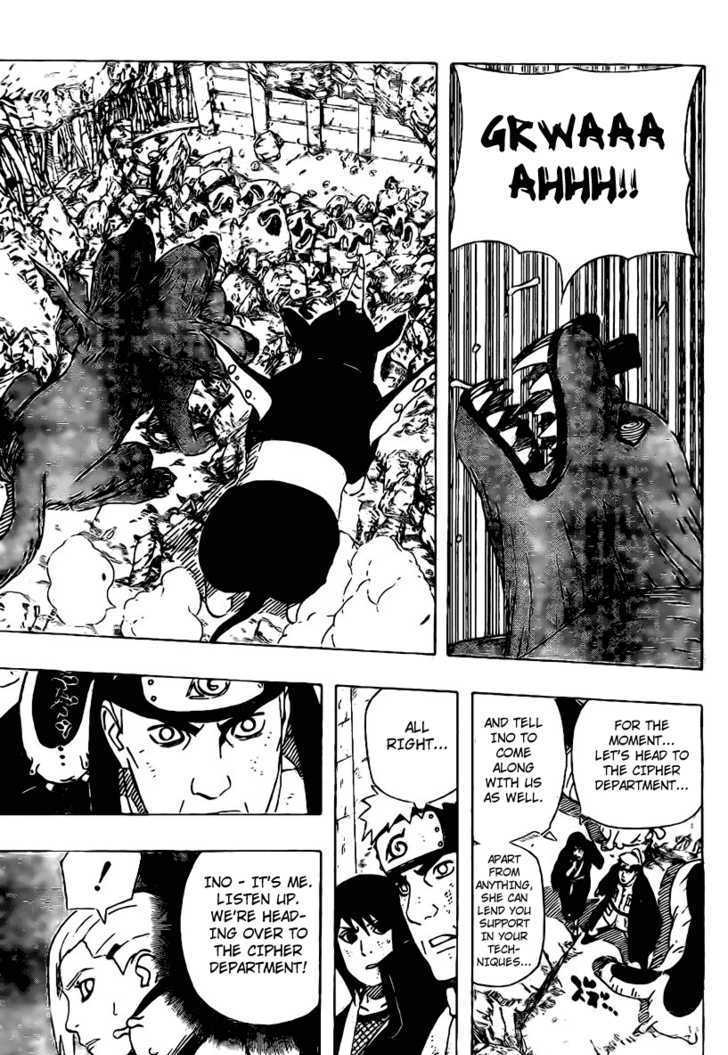 GRWAAA
AHHH!!
FOR THE
MOMENT...
LET'S HEAD TO
THE CIPHER
DEPARTMENT...
AND TELL
INO TO
COME
ALONG
WITH US
AS WELL.
APART
FROM
ANYTHING,
SHE CAN
LEND YOU
SUPPORT
IN YOUR
TECH-
NIQUES...
ALL
RIGHT...
INO - IT'S ME.
LISTEN UP.
WE'RE HEAD-
ING OVER TO
THE CIPHER
DEPARTMENT!
!